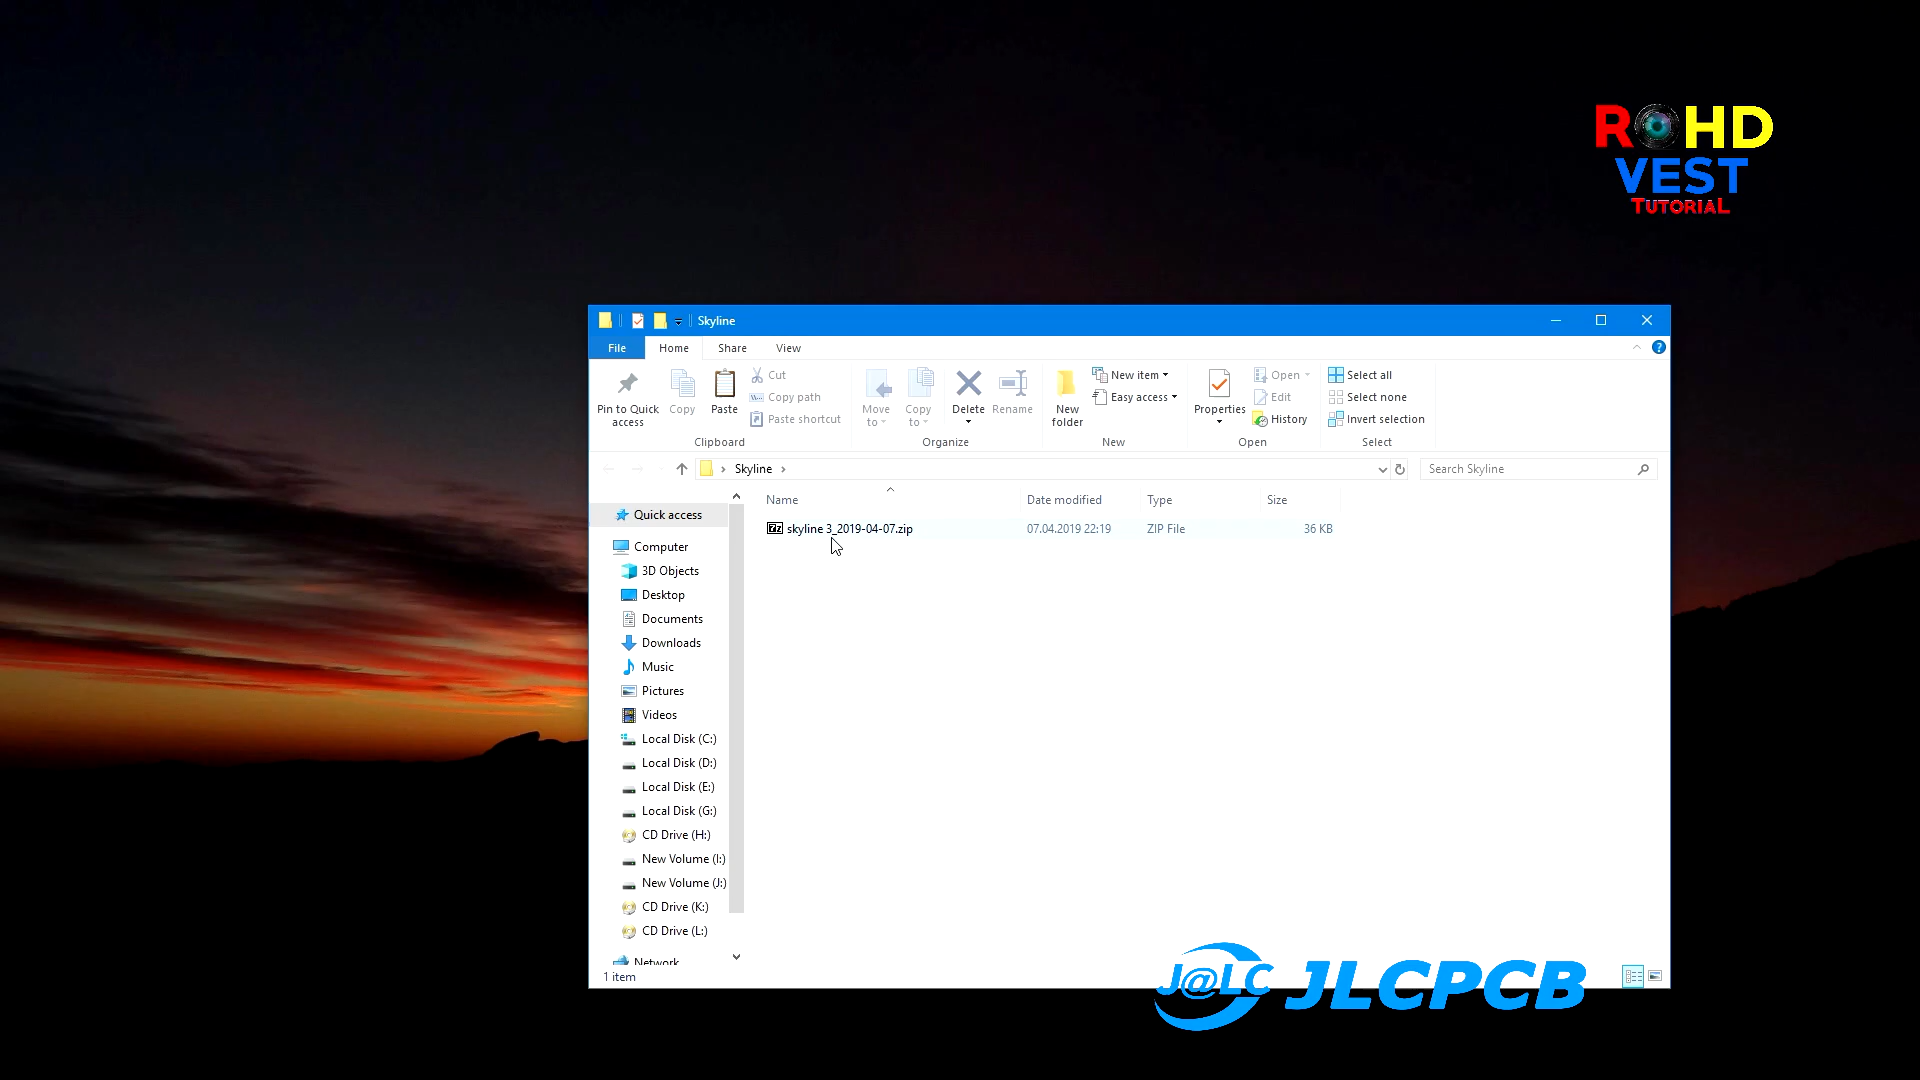 R HD
VEST
TUTORIAL
Skyline
File Home Share View
Pin to Quick access
Copy
Paste
Cut
Copy path
Paste shortcut
Clipboard
Move to
Copy to
Delete
Rename
Organize
New folder
New item
Easy access
New
Properties
Open
Edit
History
Open
Select all
Select none
Invert selection
Select
Skyline
Search Skyline
Name Date modified Type Size
skyline 3_2019-04-07.zip 07.04.2019 22:19 ZIP File 36 KB
Quick access
Computer
3D Objects
Desktop
Documents
Downloads
Music
Pictures
Videos
Local Disk (C:)
Local Disk (D:)
Local Disk (E:)
Local Disk (G:)
CD Drive (H:)
New Volume (I:)
New Volume (J:)
CD Drive (K:)
CD Drive (L:)
Network
1 item
J@LC JLCPCB